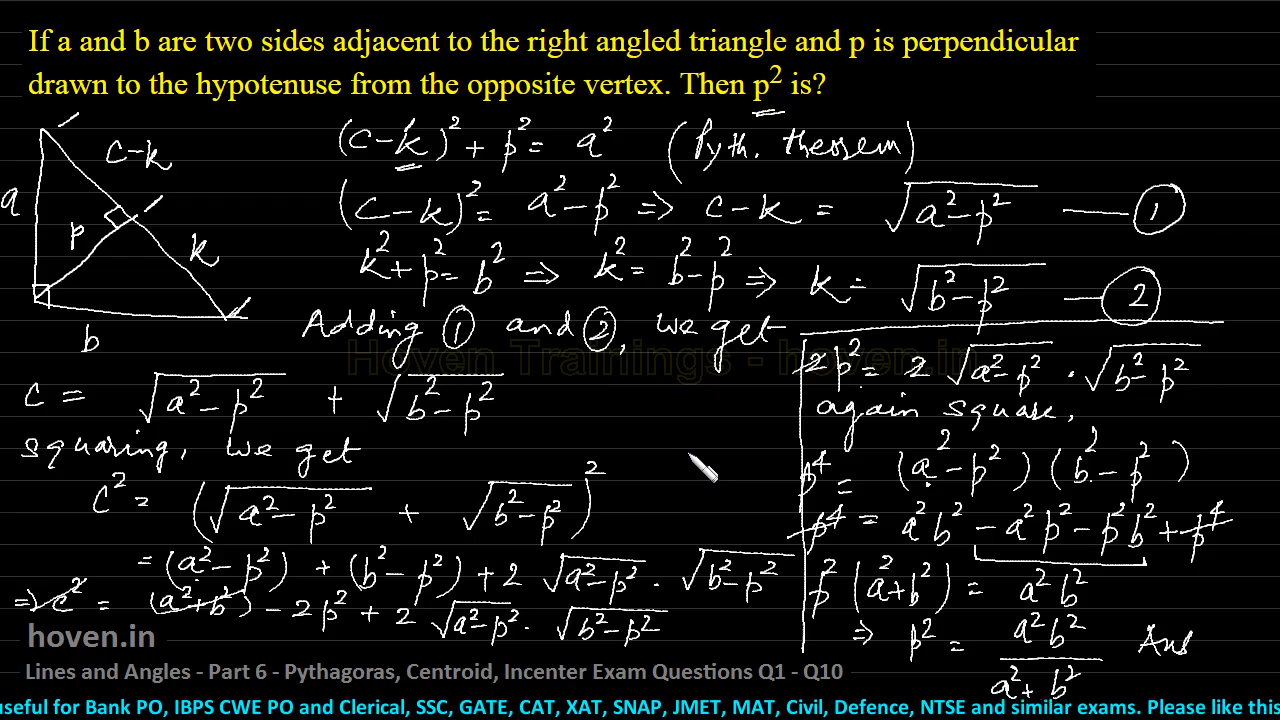 If a and b are two sides adjacent to the right angled triangle and p is perpendicular
drawn to the hypotenuse from the opposite vertex. Then p² is?
a
c-k
p
k
b
(c-k)² + p² = a² (Pyth. theorem)
(c-k)² = a²-p² ⇒ c-k = √(a²-p²) —— ①
k²+p² = b² ⇒ k² = b²-p² ⇒ k = √(b²-p²) —— ②
Adding ① and ②, we get
Hoven Trainings - hoven.in
c = √(a²-p²) + √(b²-p²)
squaring, we get
c² = (√(a²-p²) + √(b²-p²))²
= (a²-p²) + (b²-p²) + 2 √(a²-p²) · √(b²-p²)
⇒ c² = (a²+b²) - 2p² + 2 √(a²-p²) · √(b²-p²)
2p² = 2 √(a²-p²) · √(b²-p²)
again square,
p⁴ = (a²-p²)(b²-p²)
p⁴ = a²b² - a²p² - p²b² + p⁴
p²(a²+b²) = a²b²
⇒ p² = a²b² / a²+b² Ans
hoven.in
Lines and Angles - Part 6 - Pythagoras, Centroid, Incenter Exam Questions Q1 - Q10
useful for Bank PO, IBPS CWE PO and Clerical, SSC, GATE, CAT, XAT, SNAP, JMET, MAT, Civil, Defence, NTSE and similar exams. Please like this